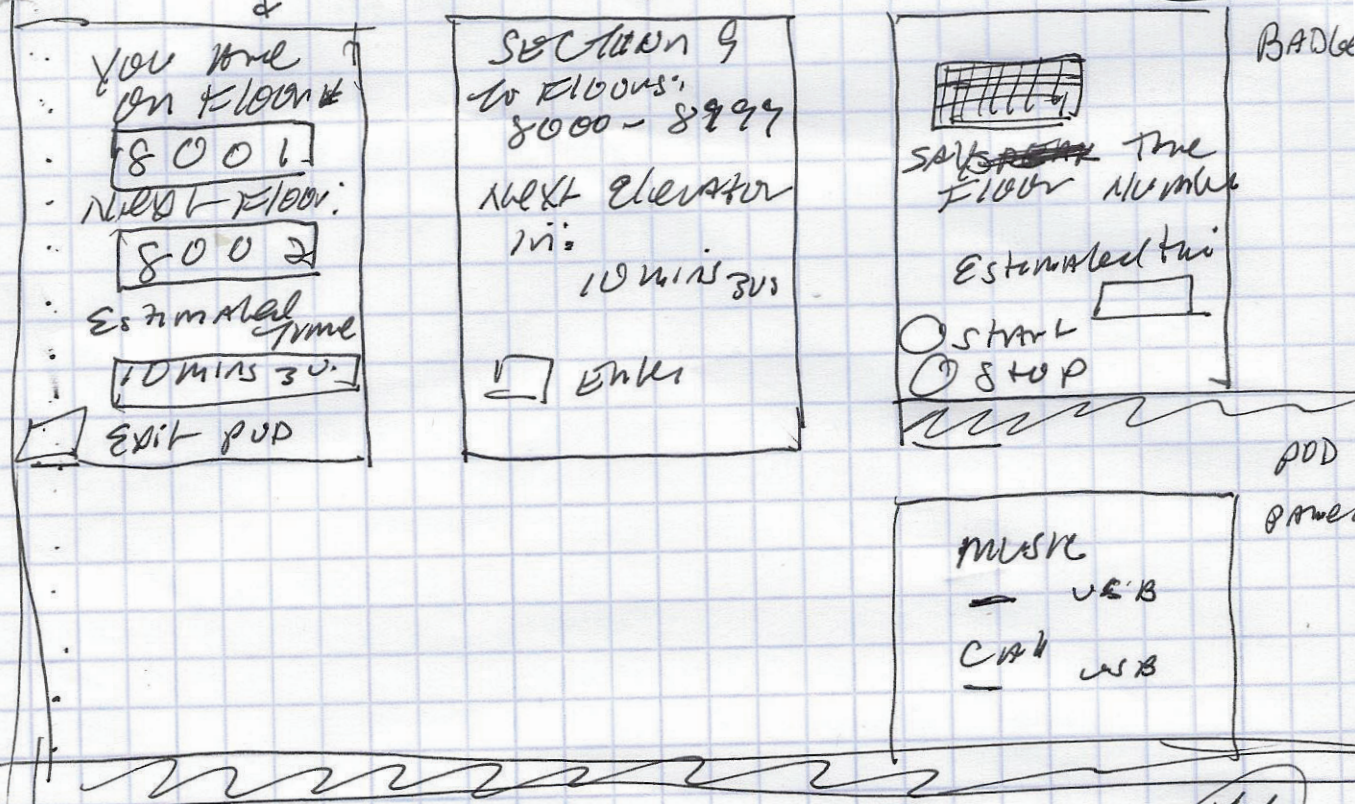 You are
on Floor
8001
Next Floor:
8002
Estimated
Time
10 mins 30.
Exit POD
SECTION 9
to Floors:
8000 - 8999
Next Elevator
in:
10 mins 30s
Enter
BADGE
SAYS The
Floor Number
Estimated
START
STOP
POD
Music
USB
Call
USB